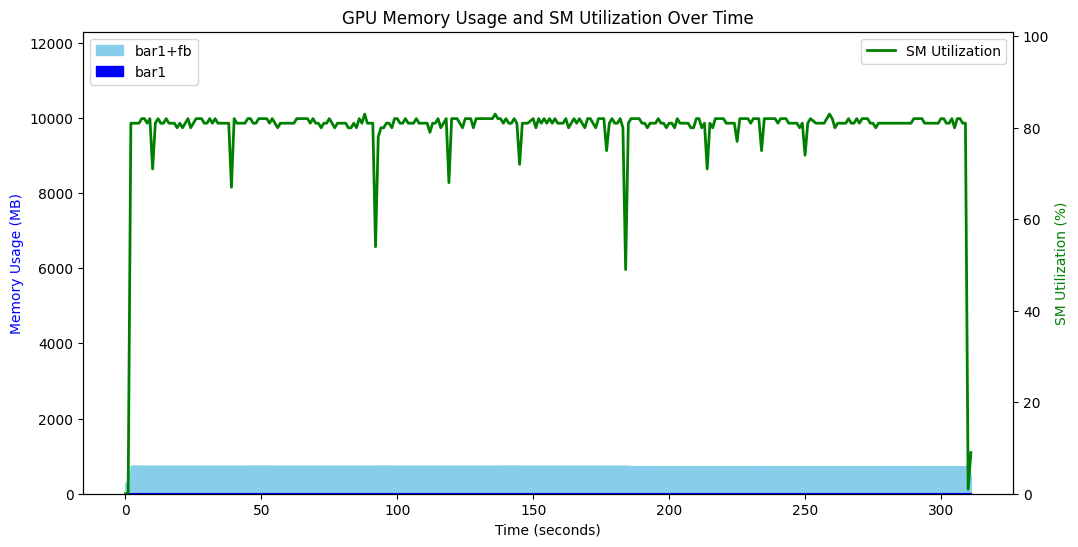 GPU Memory Usage and SM Utilization Over Time
bar1+fb
bar1
SM Utilization
12000
10000
8000
6000
4000
2000
0
Memory Usage (MB)
100
80
60
40
20
0
SM Utilization (%)
0 50 100 150 200 250 300
Time (seconds)